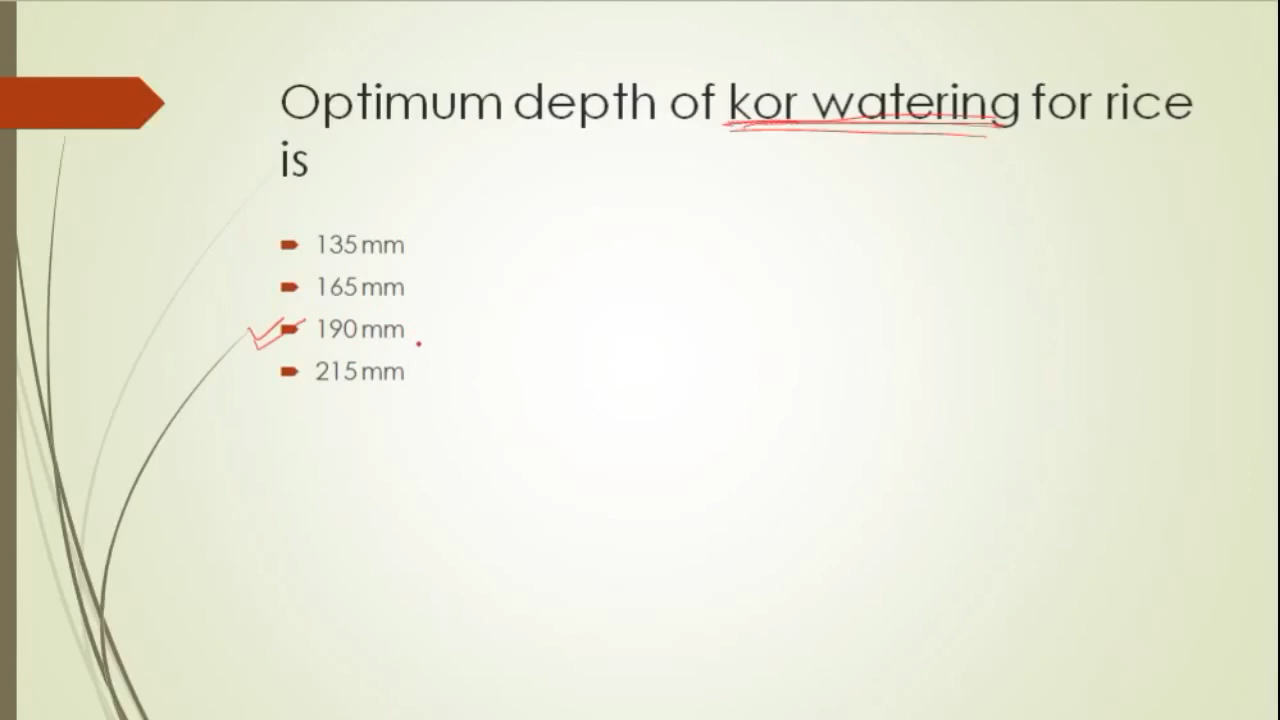 Optimum depth of kor watering for rice
is
135 mm
165 mm
190 mm
215 mm